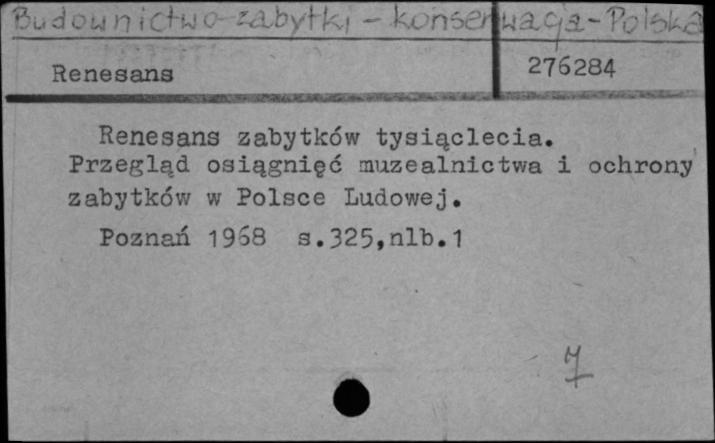 Budownictwo-zabytki - konserwacja - Polska
Renesans 276284
Renesans zabytków tysiąclecia.
Przegląd osiągnięć muzealnictwa i ochrony
zabytków w Polsce Ludowej.
Poznań 1968 s.325,nlb.1